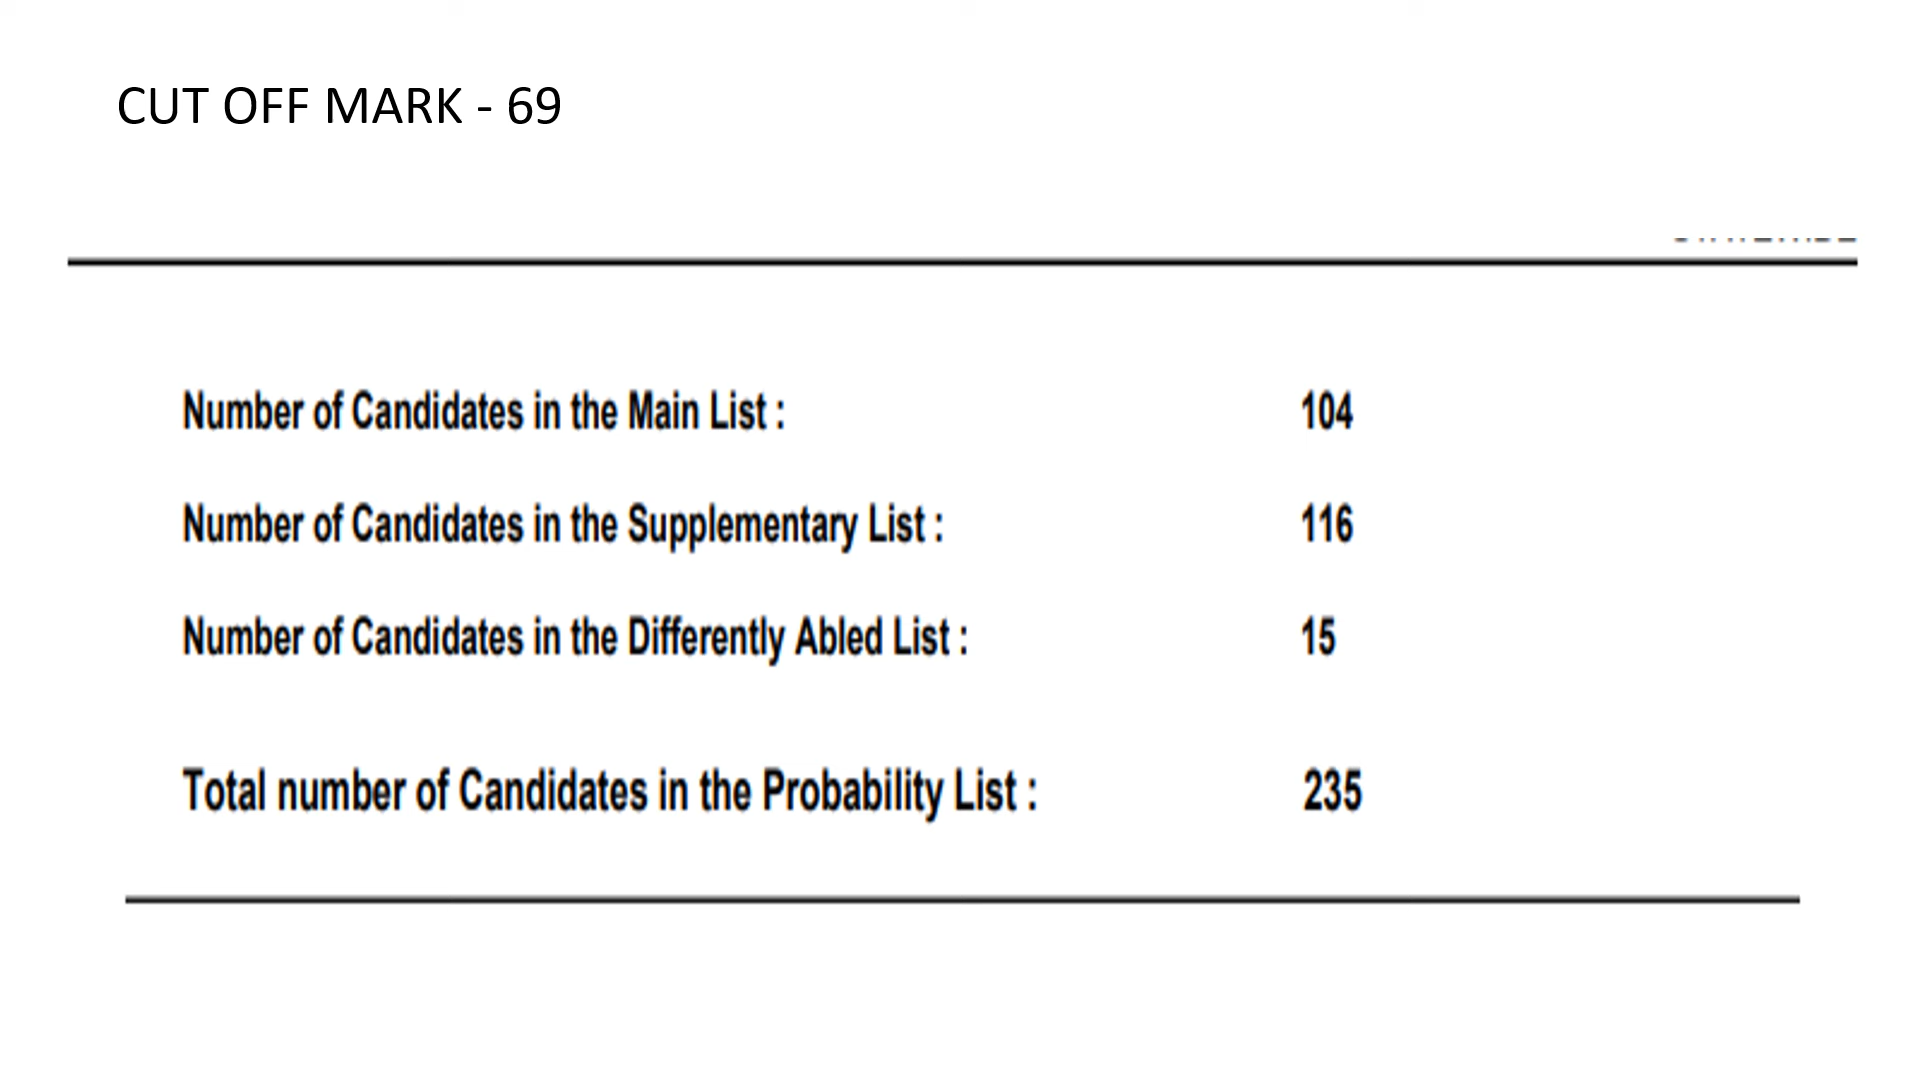 CUT OFF MARK - 69
Number of Candidates in the Main List : 104
Number of Candidates in the Supplementary List : 116
Number of Candidates in the Differently Abled List : 15
Total number of Candidates in the Probability List : 235